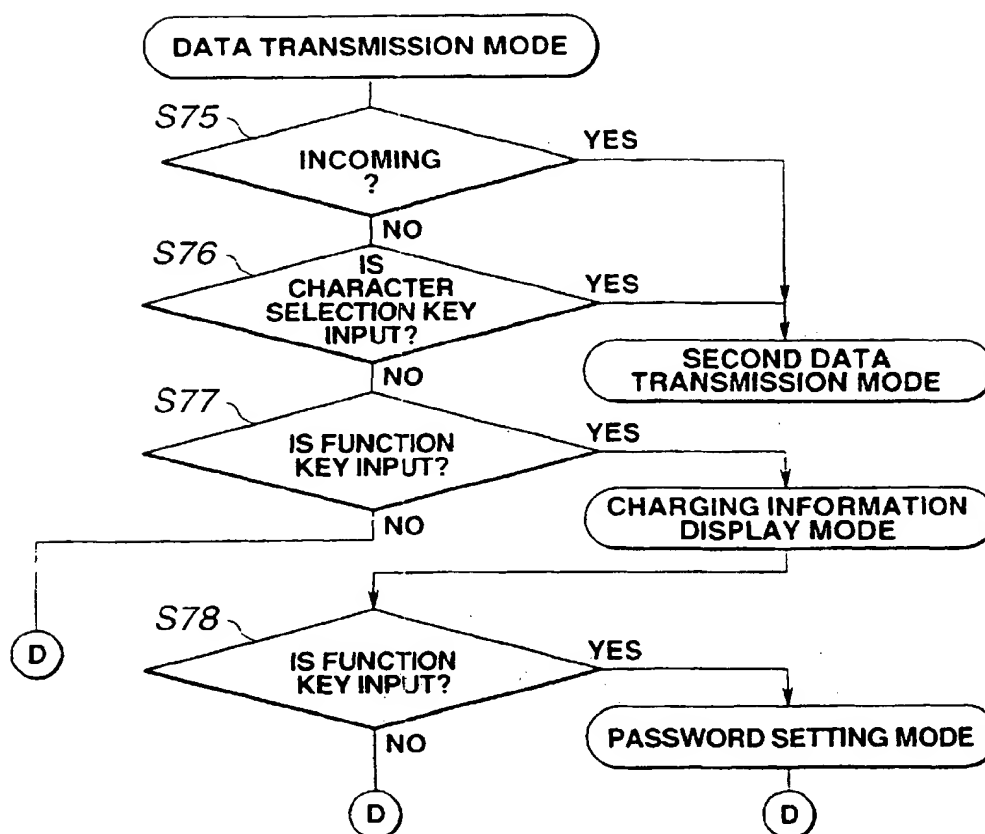 DATA TRANSMISSION MODE
S75
INCOMING
?
YES
NO
S76
IS
CHARACTER
SELECTION KEY
INPUT?
YES
NO
SECOND DATA
TRANSMISSION MODE
S77
IS FUNCTION
KEY INPUT?
YES
NO
CHARGING INFORMATION
DISPLAY MODE
D
S78
IS FUNCTION
KEY INPUT?
YES
NO
PASSWORD SETTING MODE
D
D